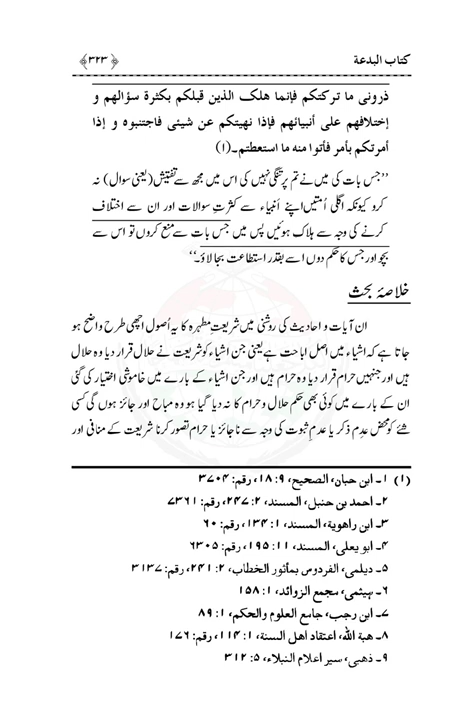 كتاب البدعة ﴿۳۲۳﴾
ذرونى ما تركتكم فإنما هلك الذين قبلكم بكثرة سؤالهم و
إختلافهم على أنبيائهم فإذا نهيتكم عن شيئى فاجتنبوه و إذا
أمرتكم بأمر فأتوا منه ما استعطتم۔(۱)
’’جس بات کی میں نے تم پر تنگی نہیں کی اس میں مجھ سے تفتیش (یعنی سوال) نہ
کرو کیونکہ اگلی اُمتیں اپنے اَنبیاء سے کثرتِ سوالات اور ان سے اختلاف
کرنے کی وجہ سے ہلاک ہوئیں پس میں جس بات سے منع کروں تو اس سے
بچو اور جس کا حکم دوں اسے بقدر استطاعت بجا لاؤ۔‘‘
خلاصۂ بحث
ان آیات و احادیث کی روشنی میں شریعتِ مطہرہ کا یہ اُصول اچھی طرح واضح ہو
جاتا ہے کہ اشیاء میں اصل اباحت ہے یعنی جن اشیاء کو شریعت نے حلال قرار دیا وہ حلال
ہیں اور جنہیں حرام قرار دیا وہ حرام ہیں اور جن اشیاء کے بارے میں خاموشی اختیار کی گئی
ان کے بارے میں کوئی بھی حکمِ حلال و حرام کا نہ دیا گیا ہو وہ مباح اور جائز ہوں گی کسی
شئے کو محض عدمِ ذکر یا عدمِ ثبوت کی وجہ سے ناجائز یا حرام تصور کرنا شریعت کے منافی اور
(۱) ۱۔ ابن حبان، الصحيح، ۹: ۱۸، رقم: ۳۷۰۴
۲۔ احمد بن حنبل، المسند، ۲: ۲۴۷، رقم: ۷۳۶۱
۳۔ ابن راهوية، المسند، ۱: ۱۳۴، رقم: ۶۰
۴۔ ابو يعلى، المسند، ۱۱: ۱۹۵، رقم: ۶۳۰۵
۵۔ ديلمى، الفردوس بمأثور الخطاب، ۲: ۲۴۱، رقم: ۳۱۳۷
۶۔ هيثمى، مجمع الزوائد، ۱: ۱۵۸
۷۔ ابن رجب، جامع العلوم والحكم، ۱: ۸۹
۸۔ هبة الله، اعتقاد اهل السنة، ۱: ۱۱۴، رقم: ۱۷۶
۹۔ ذهبى، سير اعلام النبلاء، ۵: ۳۱۲